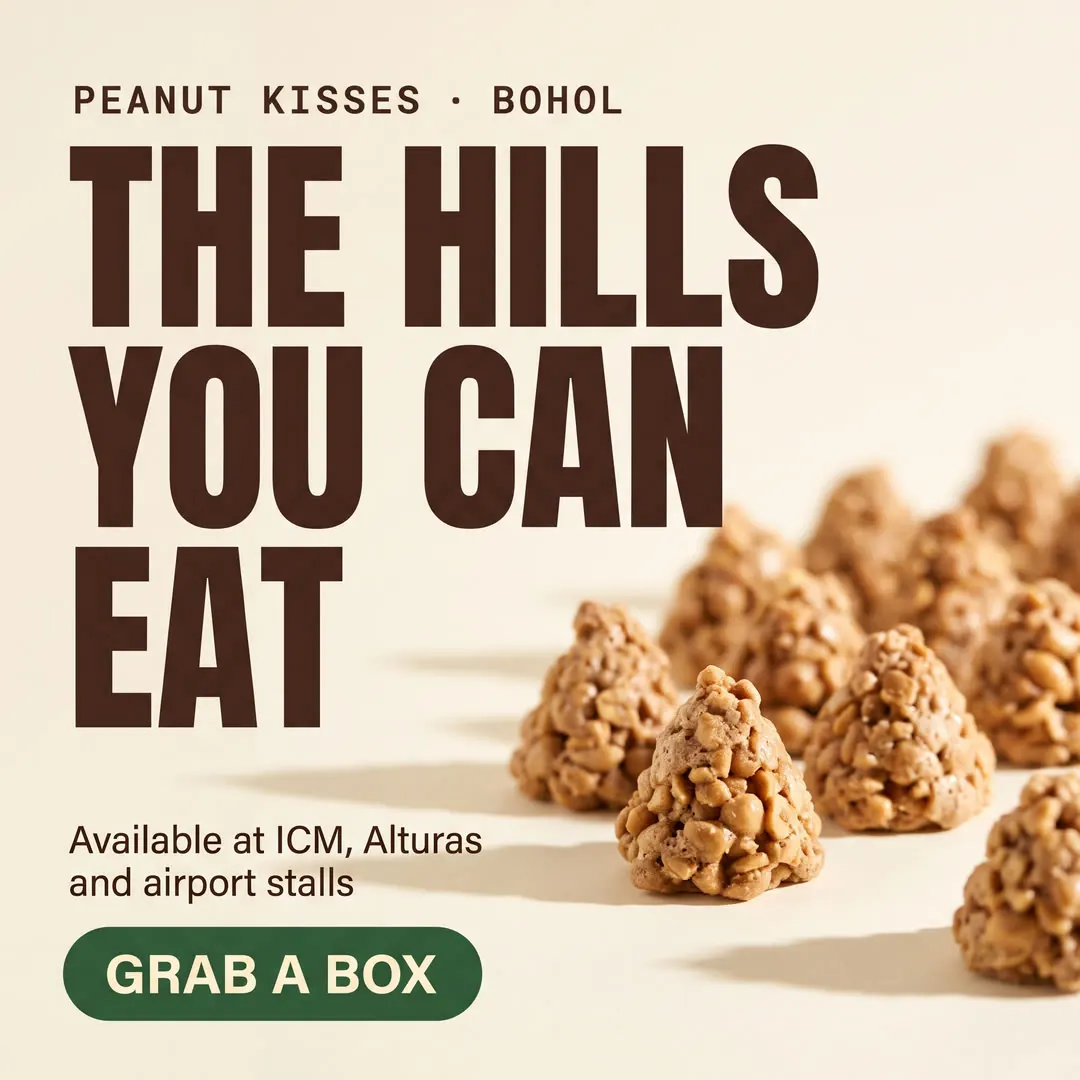 PEANUT KISSES · BOHOL
THE HILLS
YOU CAN
EAT
Available at ICM, Alturas
and airport stalls
GRAB A BOX